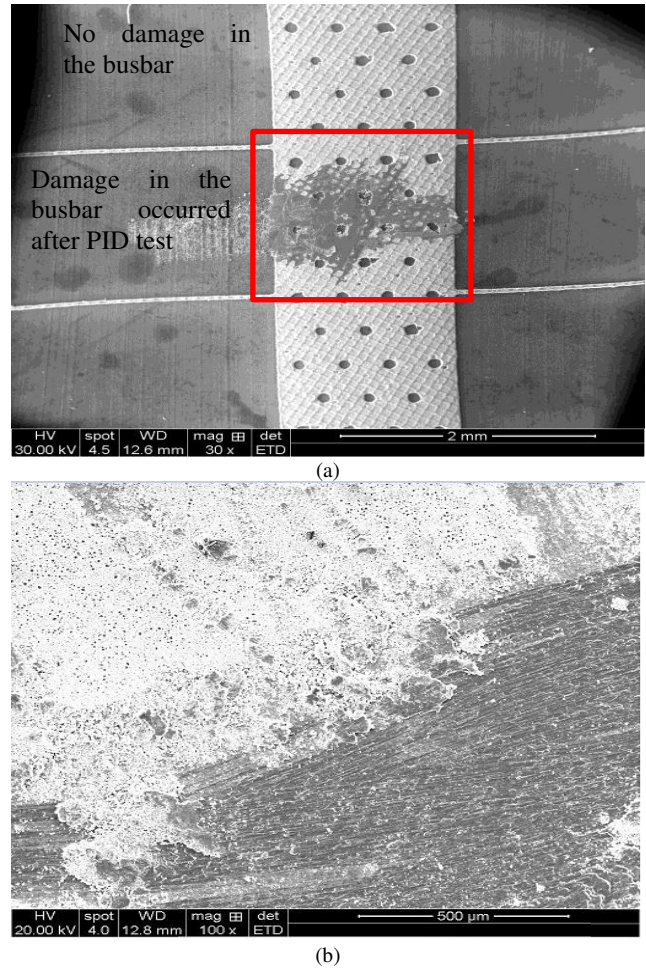 No damage in
the busbar
Damage in the
busbar occurred
after PID test
HV spot WD mag det
30.00 kV 4.5 12.6 mm 30 x ETD 2 mm
(a)
HV spot WD mag det
20.00 kV 4.0 12.8 mm 100 x ETD 500 µm
(b)